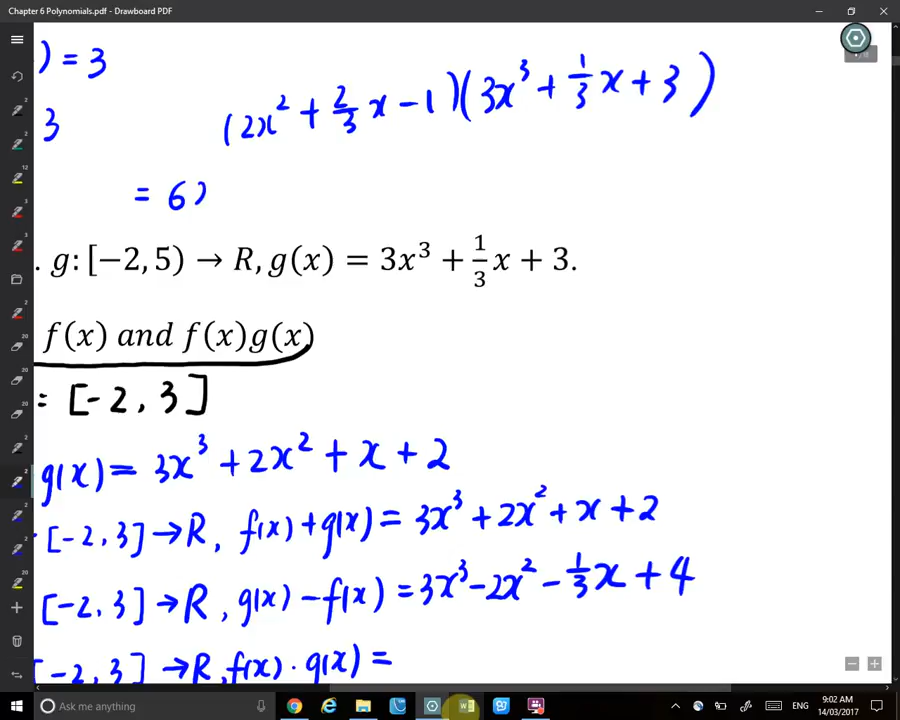 Chapter 6 Polynomials.pdf - Drawboard PDF
) = 3
(2x² + 2/3 x − 1)(3x³ + 1/3 x + 3)
3
= 6x
. g: [−2, 5) → R, g(x) = 3x³ + 1/3 x + 3.
f(x) and f(x)g(x)
= [-2, 3]
g(x) = 3x³ + 2x² + x + 2
[-2, 3] → R, f(x) + g(x) = 3x³ + 2x² + x + 2
[-2, 3] → R, g(x) − f(x) = 3x³ − 2x² − 1/3 x + 4
[-2, 3] → R, f(x) · g(x) =
Ask me anything
ENG
9:02 AM
14/03/2017